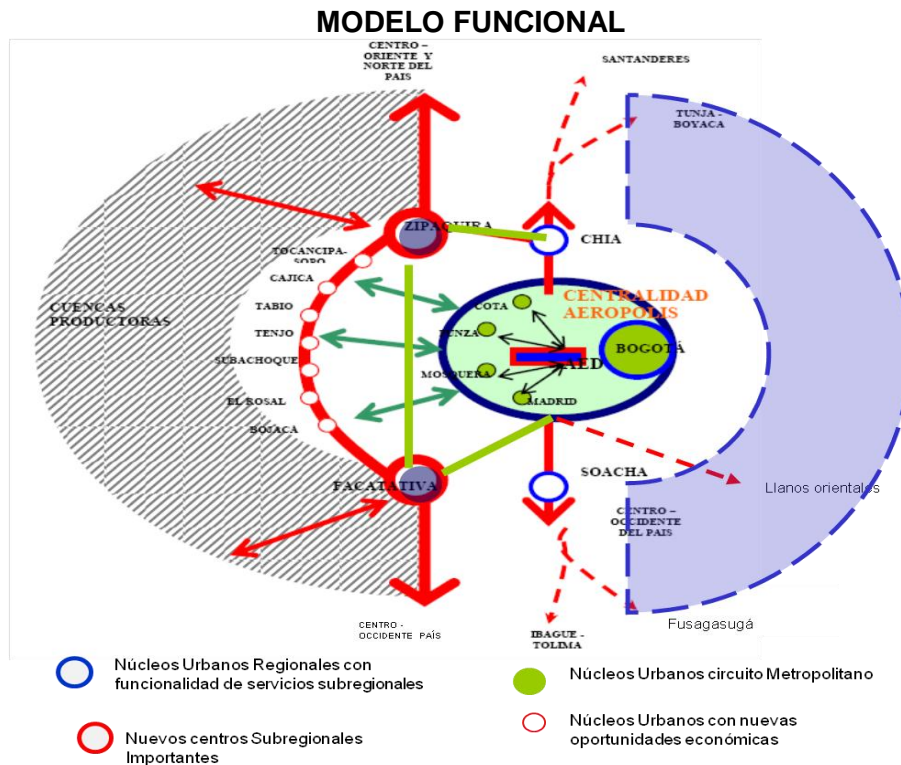 MODELO FUNCIONAL
CENTRO –
ORIENTE Y
NORTE DEL
PAIS
SANTANDERES
TUNJA -
BOYACA
ZIPAQUIRA
CHIA
TOCANCIPA-
SOPO
CAJICA
CUENCAS
PRODUCTORAS
TABIO
TENJO
SUBACHOQUE
EL ROSAL
BOJACA
CENTRALIDAD
AEROPOLIS
COTA
FUNZA
BOGOTÁ
MOSQUERA
AED
MADRID
FACATATIVA
SOACHA
Llanos orientales
CENTRO –
OCCIDENTE
DEL PAIS
CENTRO -
OCCIDENTE PAÍS
IBAGUE -
TOLIMA
Fusagasugá
Núcleos Urbanos Regionales con
funcionalidad de servicios subregionales
Núcleos Urbanos circuito Metropolitano
Nuevos centros Subregionales
Importantes
Núcleos Urbanos con nuevas
oportunidades económicas